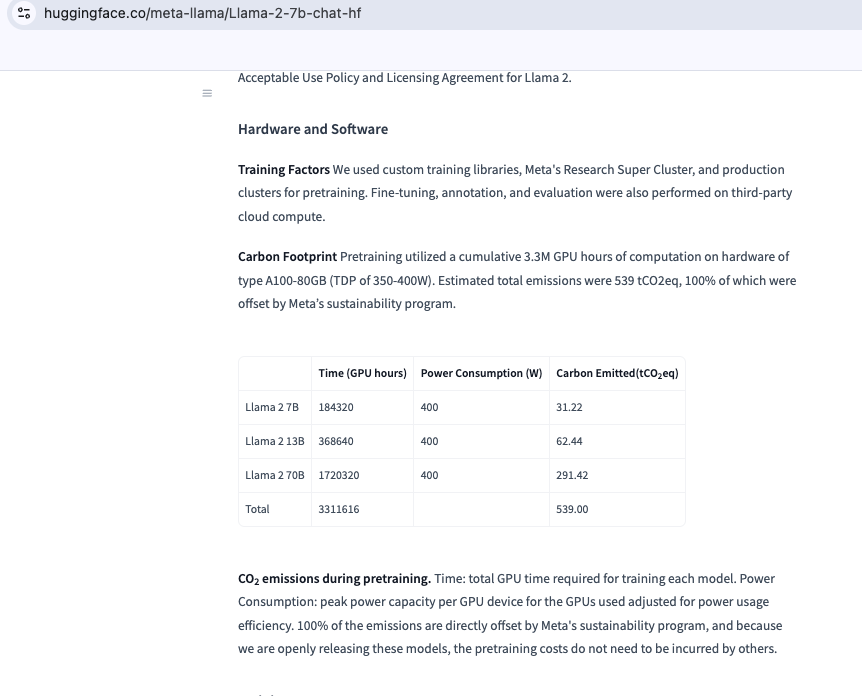 huggingface.co/meta-llama/Llama-2-7b-chat-hf
Acceptable Use Policy and Licensing Agreement for Llama 2.
Hardware and Software
Training Factors We used custom training libraries, Meta's Research Super Cluster, and production
clusters for pretraining. Fine-tuning, annotation, and evaluation were also performed on third-party
cloud compute.
Carbon Footprint Pretraining utilized a cumulative 3.3M GPU hours of computation on hardware of
type A100-80GB (TDP of 350-400W). Estimated total emissions were 539 tCO2eq, 100% of which were
offset by Meta’s sustainability program.
Time (GPU hours) Power Consumption (W) Carbon Emitted(tCO₂eq)
Llama 2 7B 184320 400 31.22
Llama 2 13B 368640 400 62.44
Llama 2 70B 1720320 400 291.42
Total 3311616 539.00
CO₂ emissions during pretraining. Time: total GPU time required for training each model. Power
Consumption: peak power capacity per GPU device for the GPUs used adjusted for power usage
efficiency. 100% of the emissions are directly offset by Meta's sustainability program, and because
we are openly releasing these models, the pretraining costs do not need to be incurred by others.